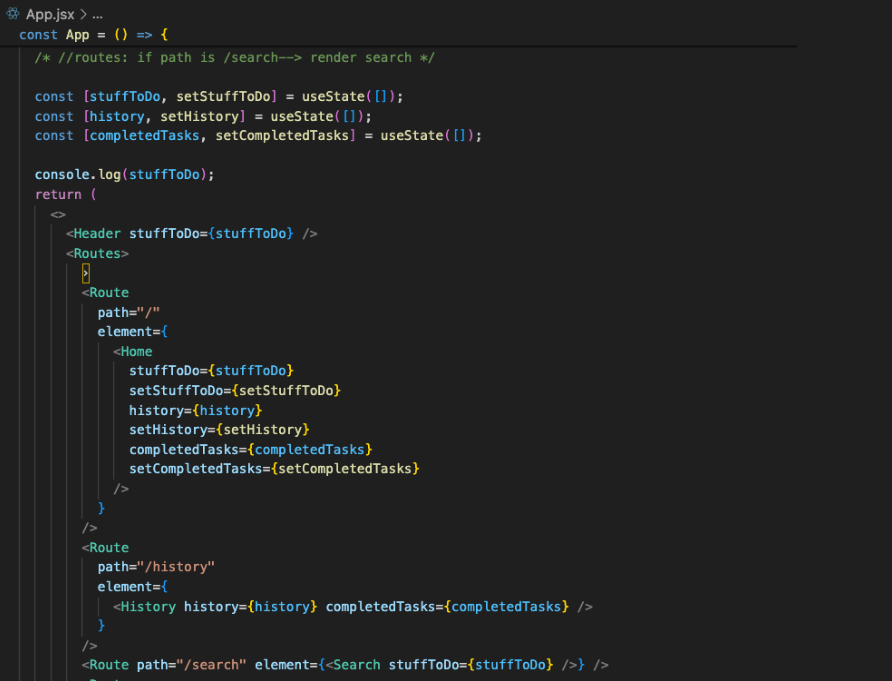 App.jsx > ...
const App = () => {
/* //routes: if path is /search--> render search */
const [stuffToDo, setStuffToDo] = useState([]);
const [history, setHistory] = useState([]);
const [completedTasks, setCompletedTasks] = useState([]);
console.log(stuffToDo);
return (
<>
<Header stuffToDo={stuffToDo} />
<Routes>
›
<Route
path="/"
element={
<Home
stuffToDo={stuffToDo}
setStuffToDo={setStuffToDo}
history={history}
setHistory={setHistory}
completedTasks={completedTasks}
setCompletedTasks={setCompletedTasks}
/>
}
/>
<Route
path="/history"
element={
<History history={history} completedTasks={completedTasks} />
}
/>
<Route path="/search" element={<Search stuffToDo={stuffToDo} />} />